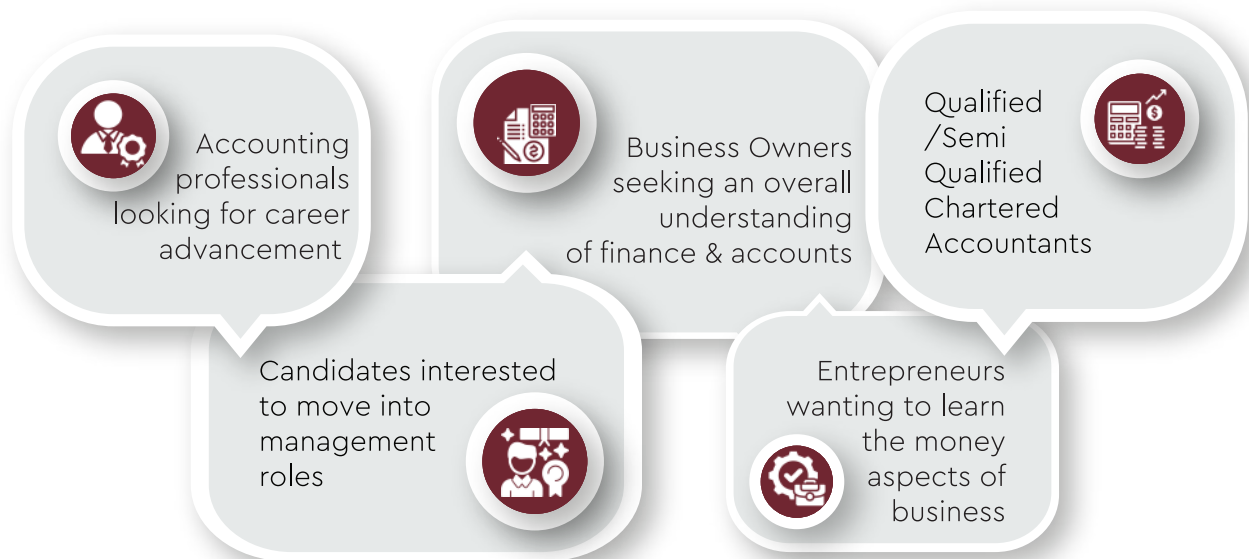 Accounting
professionals
looking for career
advancement
Business Owners
seeking an overall
understanding
of finance & accounts
Qualified
/Semi
Qualified
Chartered
Accountants
Candidates interested
to move into
management
roles
Entrepreneurs
wanting to learn
the money
aspects of
business